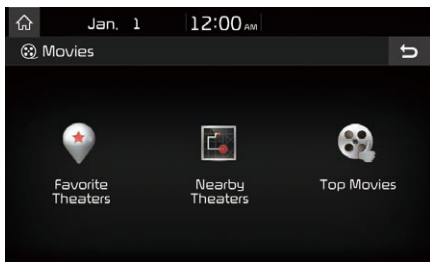 Jan. 1 12:00 AM
Movies
Favorite
Theaters
Nearby
Theaters
Top Movies